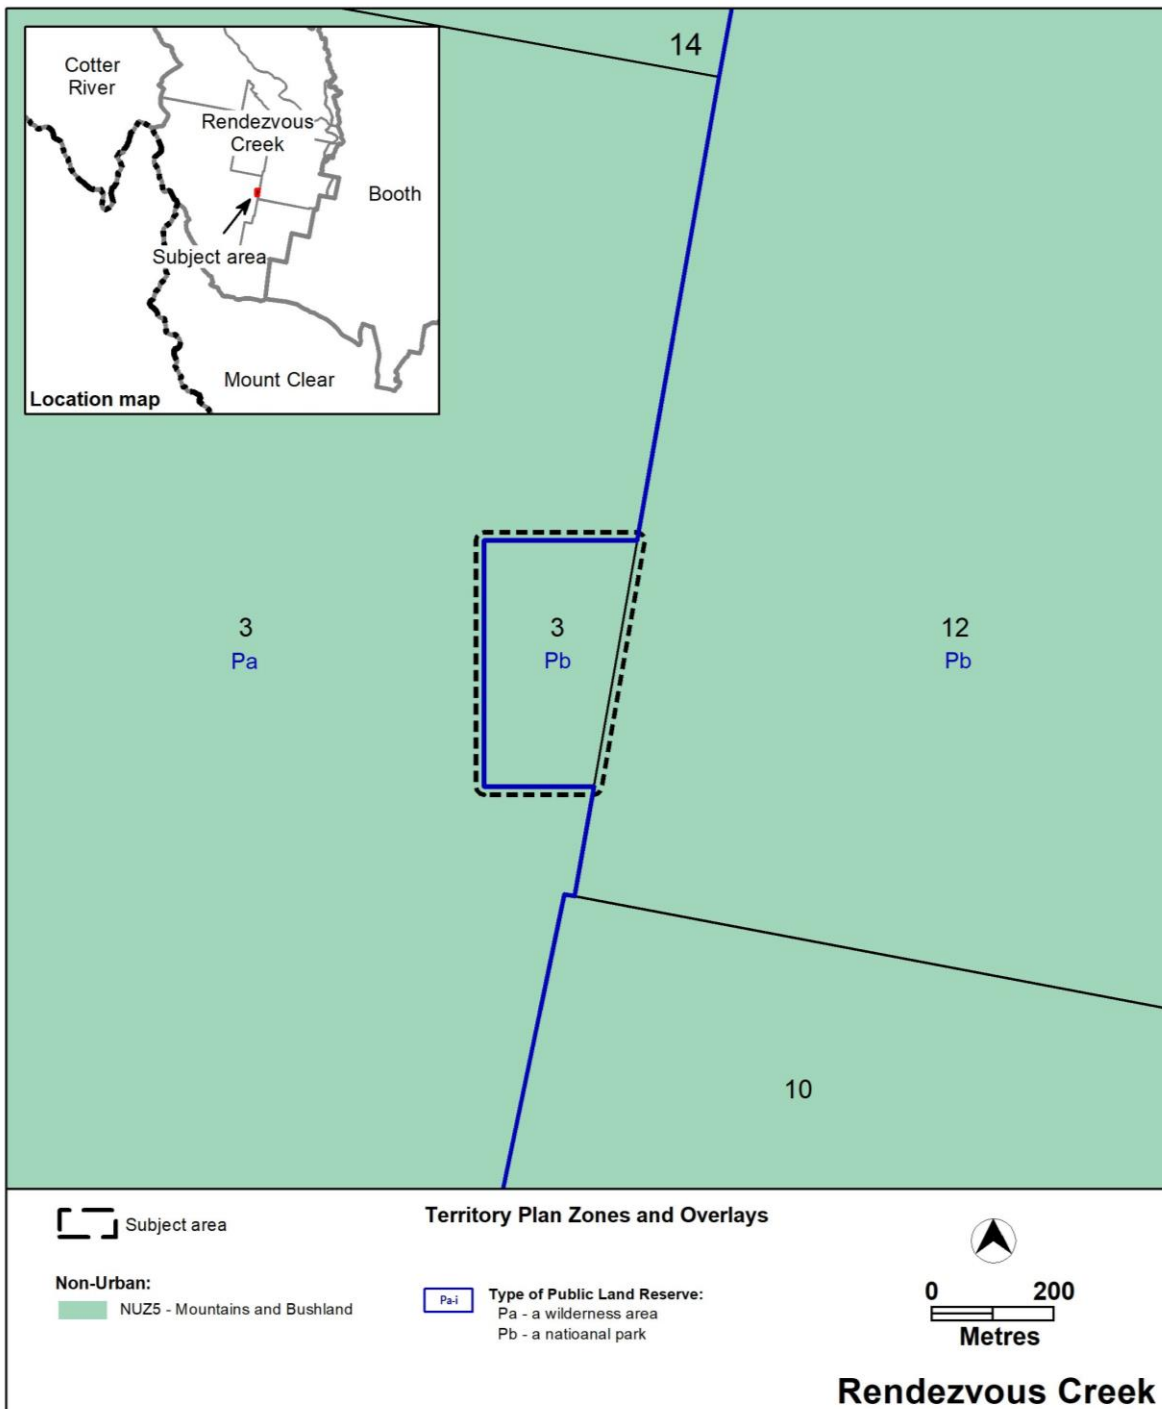 14
Cotter
River
Rendezvous
Creek
Booth
Subject area
Mount Clear
Location map
3
Pa
3
Pb
12
Pb
10
Subject area
Non-Urban:
NUZ5 - Mountains and Bushland
Territory Plan Zones and Overlays
Pa-i
Type of Public Land Reserve:
Pa - a wilderness area
Pb - a natioanal park
0 200
Metres
Rendezvous Creek